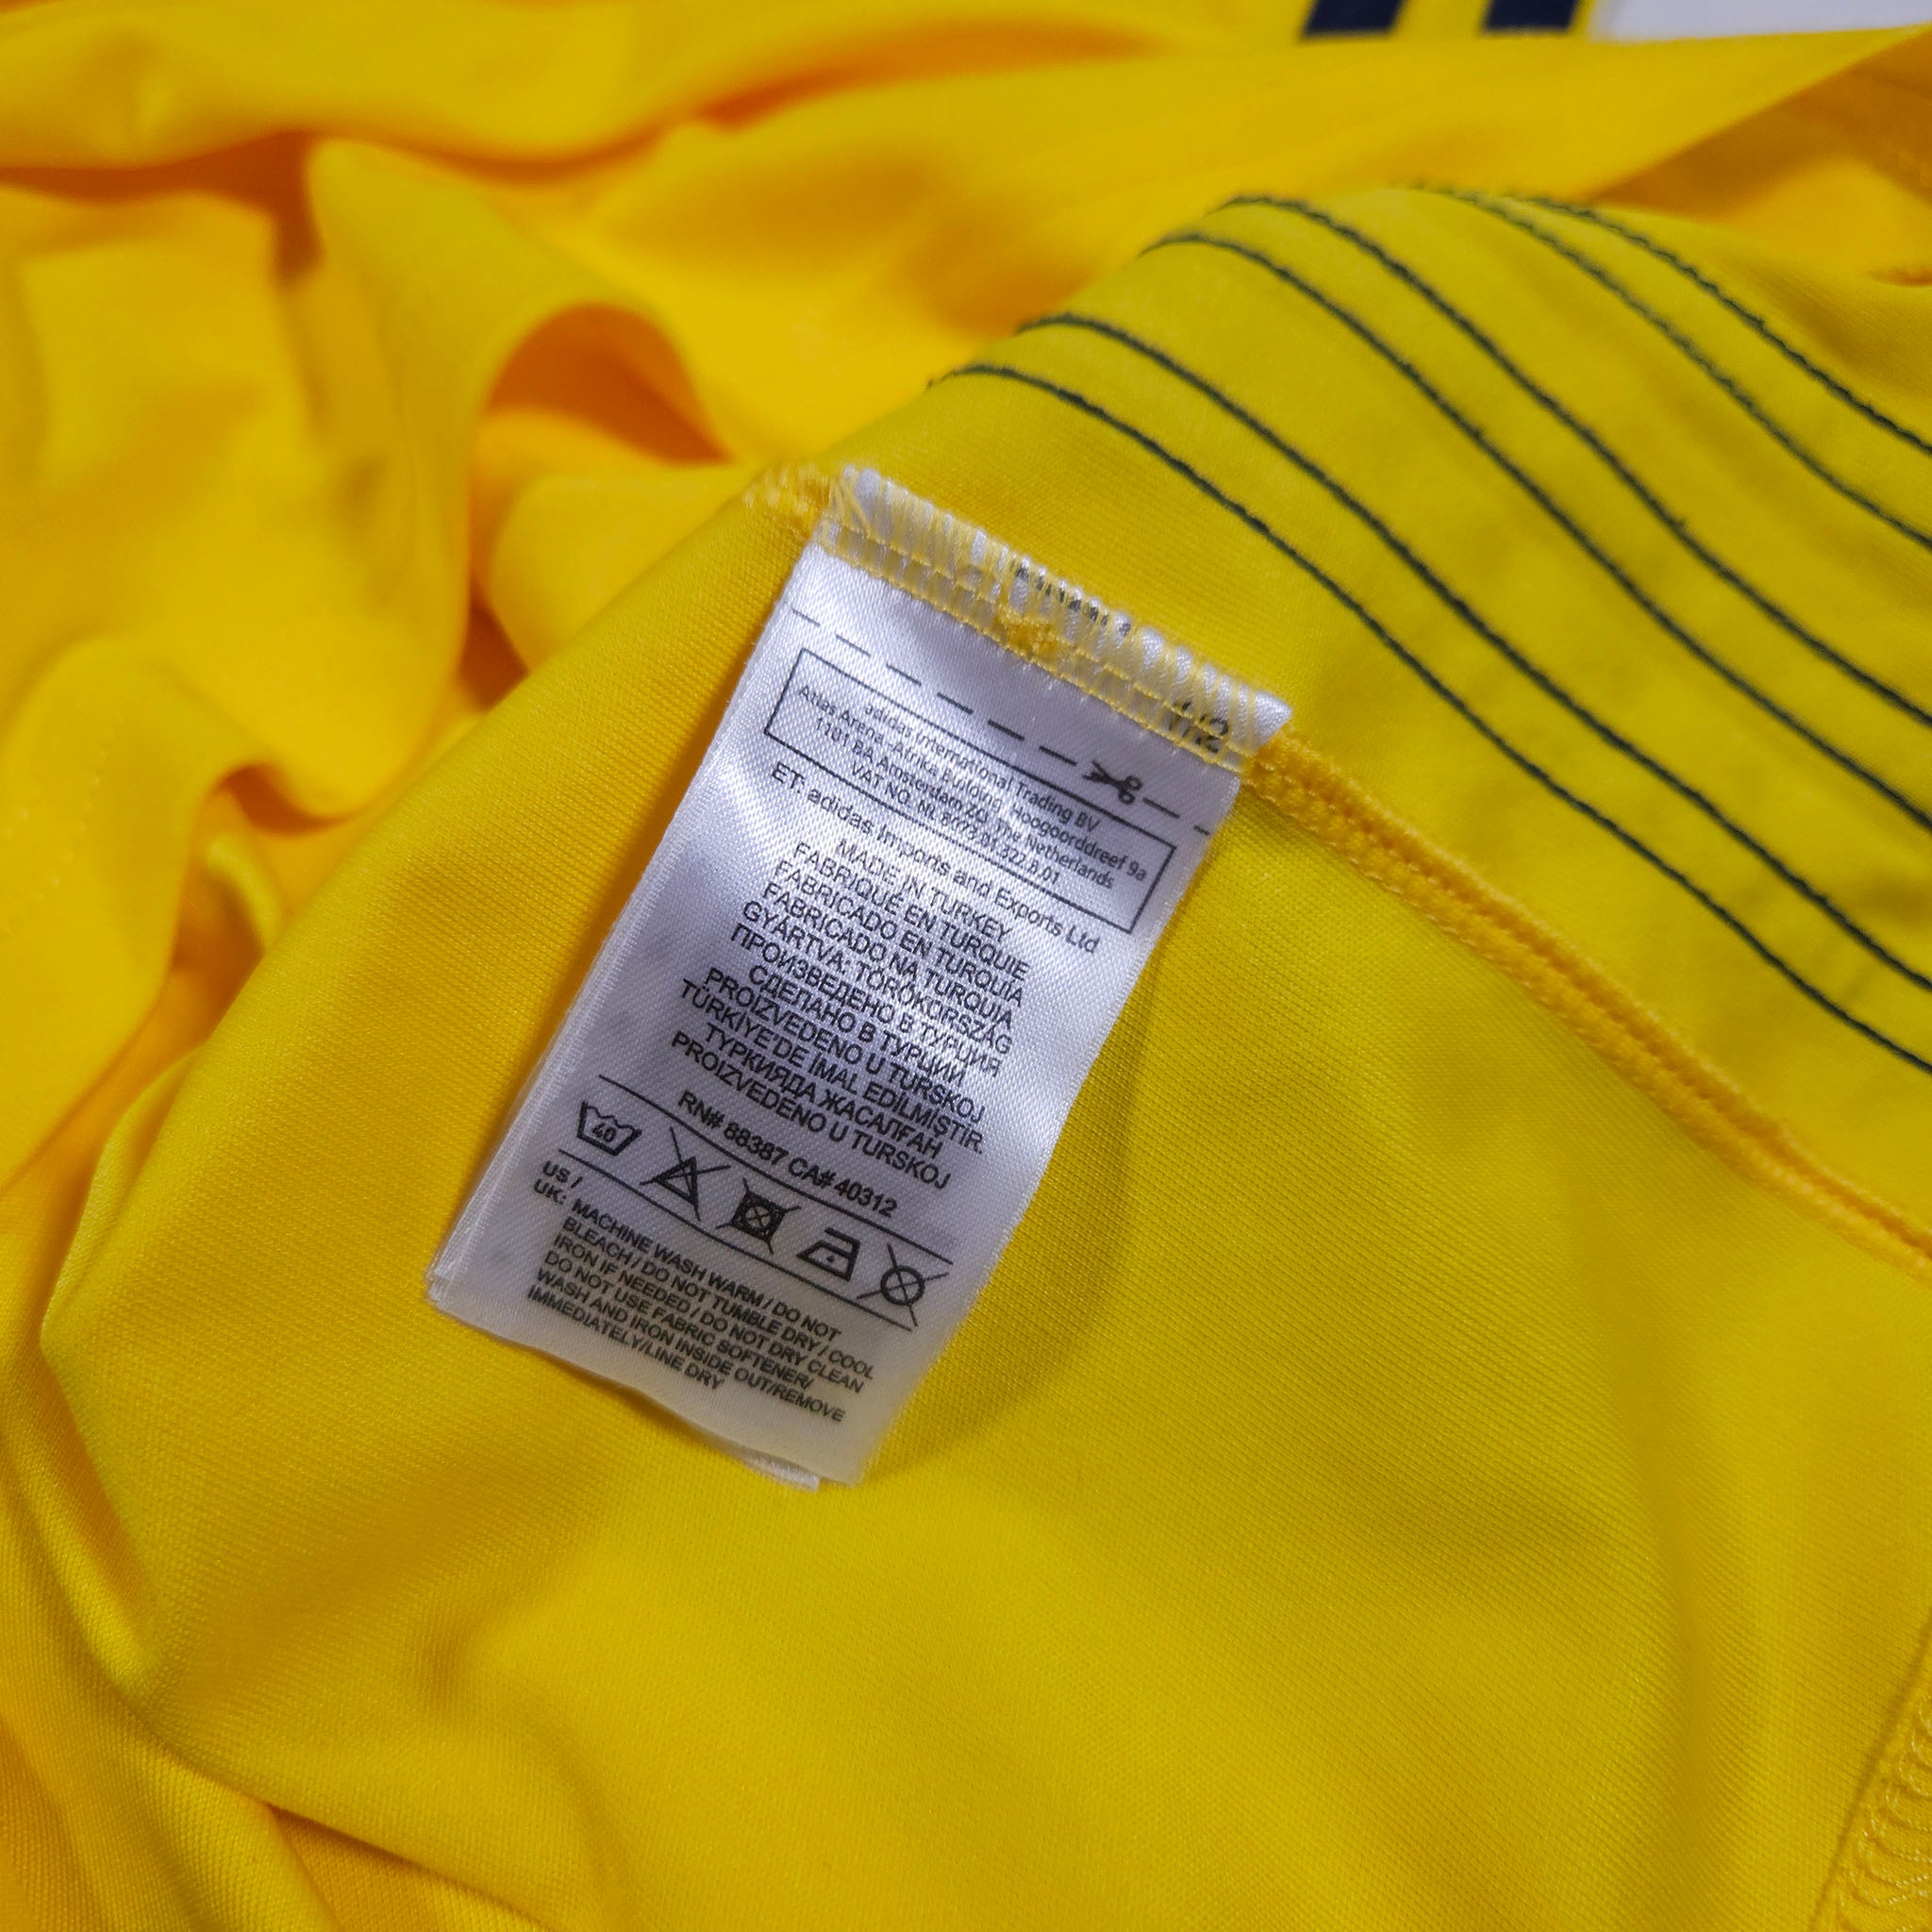 adidas International Trading BV
Atlas Arena, Afrika Building, Hoogoorddreef 9a
1101 BA, Amsterdam ZO, The Netherlands
VAT NO: NL 8073.01.322.B.01
ET: adidas Imports and Exports Ltd
MADE IN TURKEY
FABRIQUÉ EN TURQUIE
FABRICADO EN TURQUIA
FABRICADO NA TURQUIA
GYÁRTVA: TÖRÖKORSZÁG
ПРОИЗВЕДЕНО В ТУРЦИЯ
СДЕЛАНО В ТУРЦИИ
PROIZVEDENO U TURSKOJ
TÜRKİYE'DE İMAL EDİLMİŞTİR.
ТУРКИЯДА ЖАСАЛҒАН
PROIZVEDENO U TURSKOJ
RN# 88387 CA# 40312
40
US /
UK: MACHINE WASH WARM / DO NOT
BLEACH / DO NOT TUMBLE DRY / COOL
IRON IF NEEDED / DO NOT DRY CLEAN
DO NOT USE FABRIC SOFTENER/
WASH AND IRON INSIDE OUT/REMOVE
IMMEDIATELY/LINE DRY